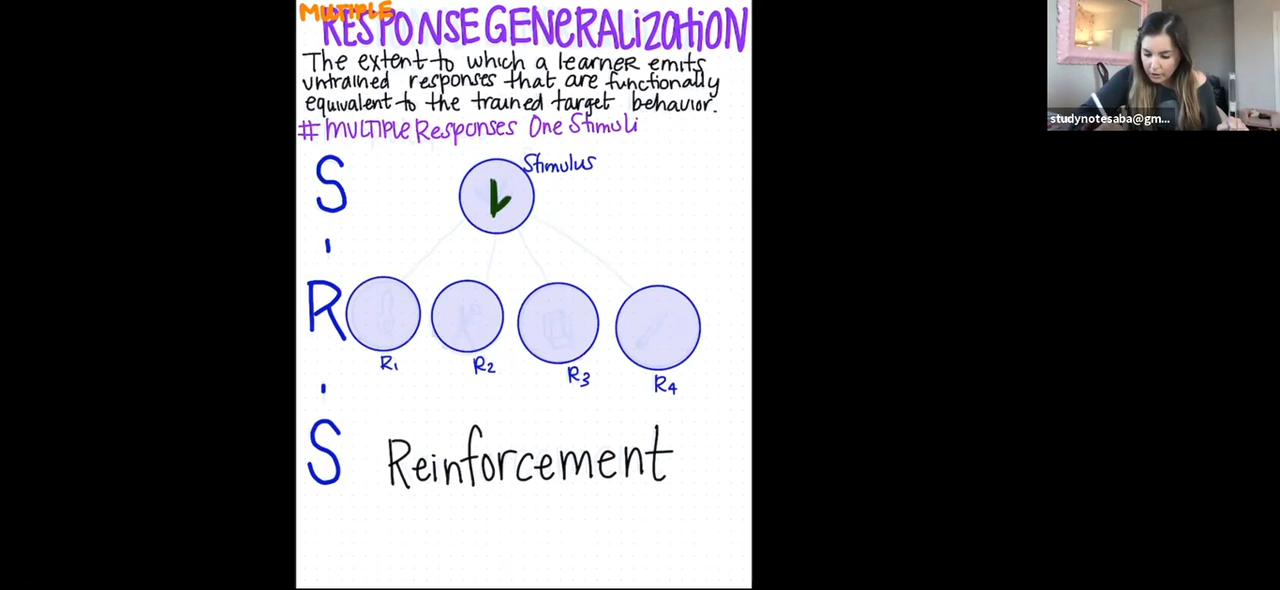 MULTIPLE
RESPONSE GENERALIZATION
The extent to which a learner emits
untrained responses that are functionally
equivalent to the trained target behavior.
# MULTIPLE Responses One Stimuli
S
Stimulus
-
R
R1
R2
R3
R4
-
S
Reinforcement
studynotesaba@gm...